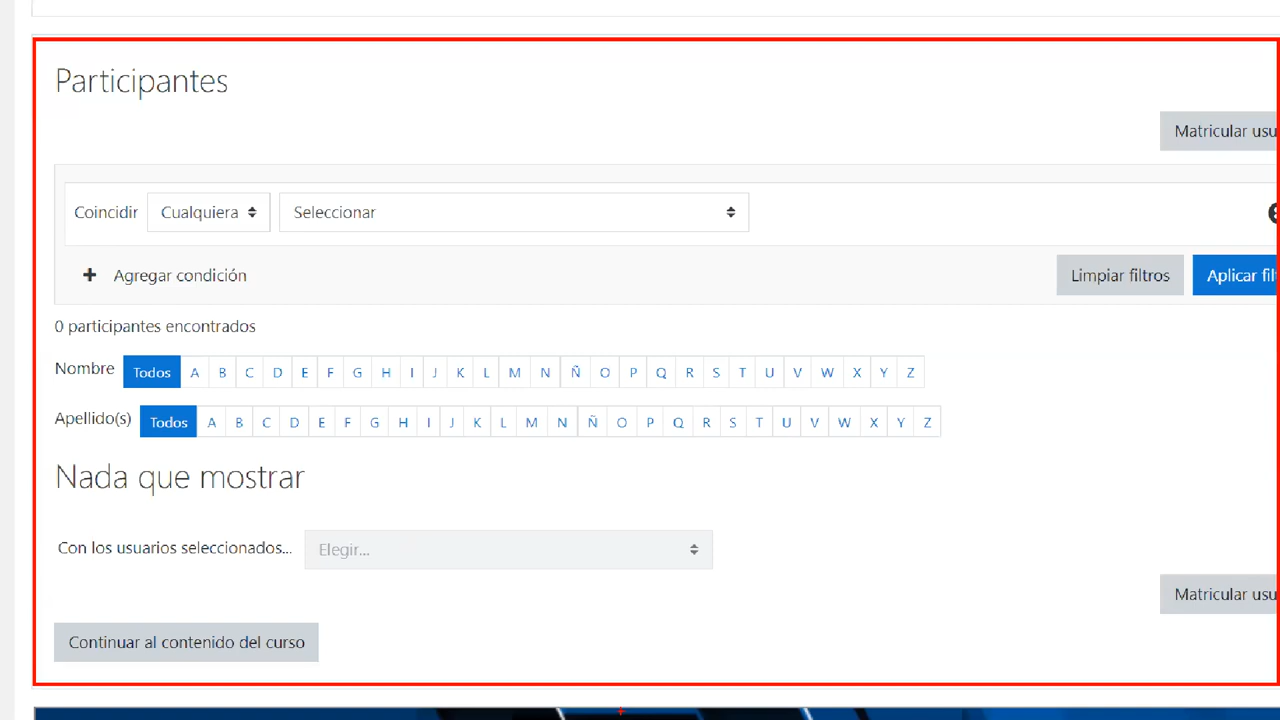 Participantes
Matricular usu
Coincidir Cualquiera Seleccionar
Agregar condición Limpiar filtros Aplicar filt
0 participantes encontrados
Nombre Todos A B C D E F G H I J K L M N Ñ O P Q R S T U V W X Y Z
Apellido(s) Todos A B C D E F G H I J K L M N Ñ O P Q R S T U V W X Y Z
Nada que mostrar
Con los usuarios seleccionados... Elegir...
Matricular usu
Continuar al contenido del curso